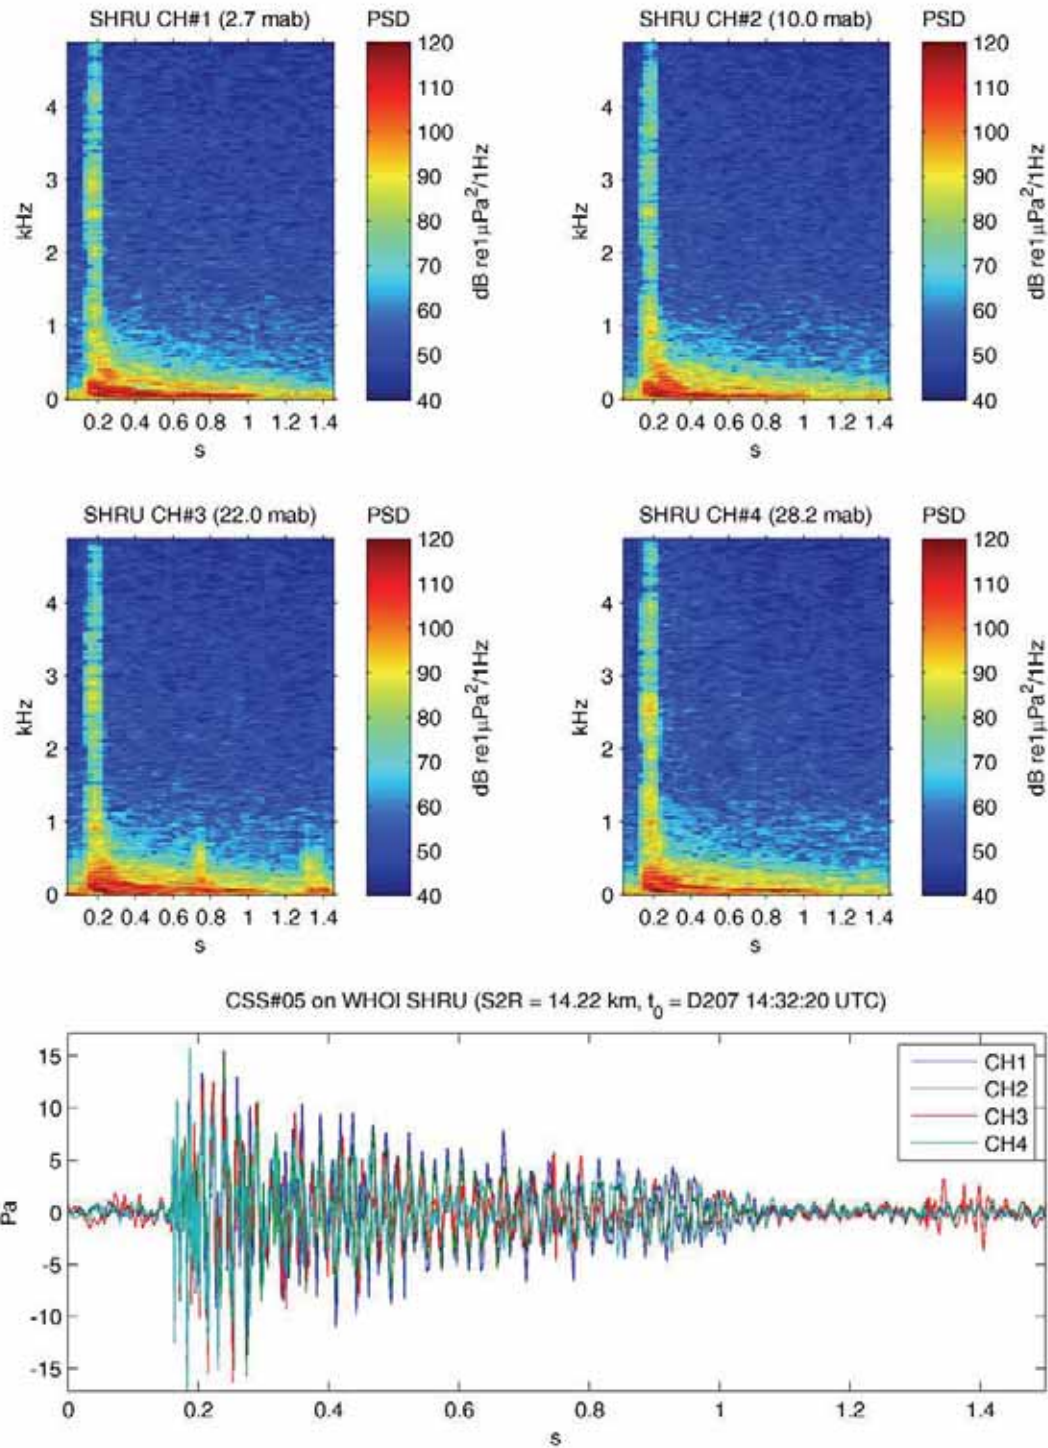 SHRU CH#1 (2.7 mab) PSD
120
110
100
90
80
70
60
50
40
dB re1μPa²/1Hz
4
3
2
1
0
kHz
0.2 0.4 0.6 0.8 1 1.2 1.4
s
SHRU CH#2 (10.0 mab) PSD
120
110
100
90
80
70
60
50
40
dB re1μPa²/1Hz
4
3
2
1
0
kHz
0.2 0.4 0.6 0.8 1 1.2 1.4
s
SHRU CH#3 (22.0 mab) PSD
120
110
100
90
80
70
60
50
40
dB re1μPa²/1Hz
4
3
2
1
0
kHz
0.2 0.4 0.6 0.8 1 1.2 1.4
s
SHRU CH#4 (28.2 mab) PSD
120
110
100
90
80
70
60
50
40
dB re1μPa²/1Hz
4
3
2
1
0
kHz
0.2 0.4 0.6 0.8 1 1.2 1.4
s
CSS#05 on WHOI SHRU (S2R = 14.22 km, t₀ = D207 14:32:20 UTC)
15
10
5
0
-5
-10
-15
Pa
CH1
CH2
CH3
CH4
0 0.2 0.4 0.6 0.8 1 1.2 1.4
s